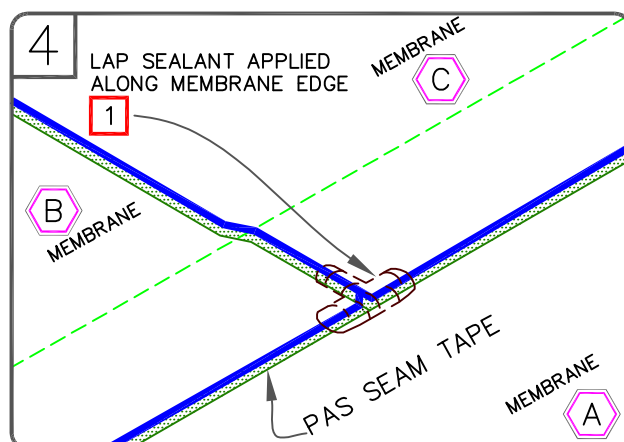 4
LAP SEALANT APPLIED
ALONG MEMBRANE EDGE
1
MEMBRANE
C
B
MEMBRANE
PAS SEAM TAPE
MEMBRANE
A